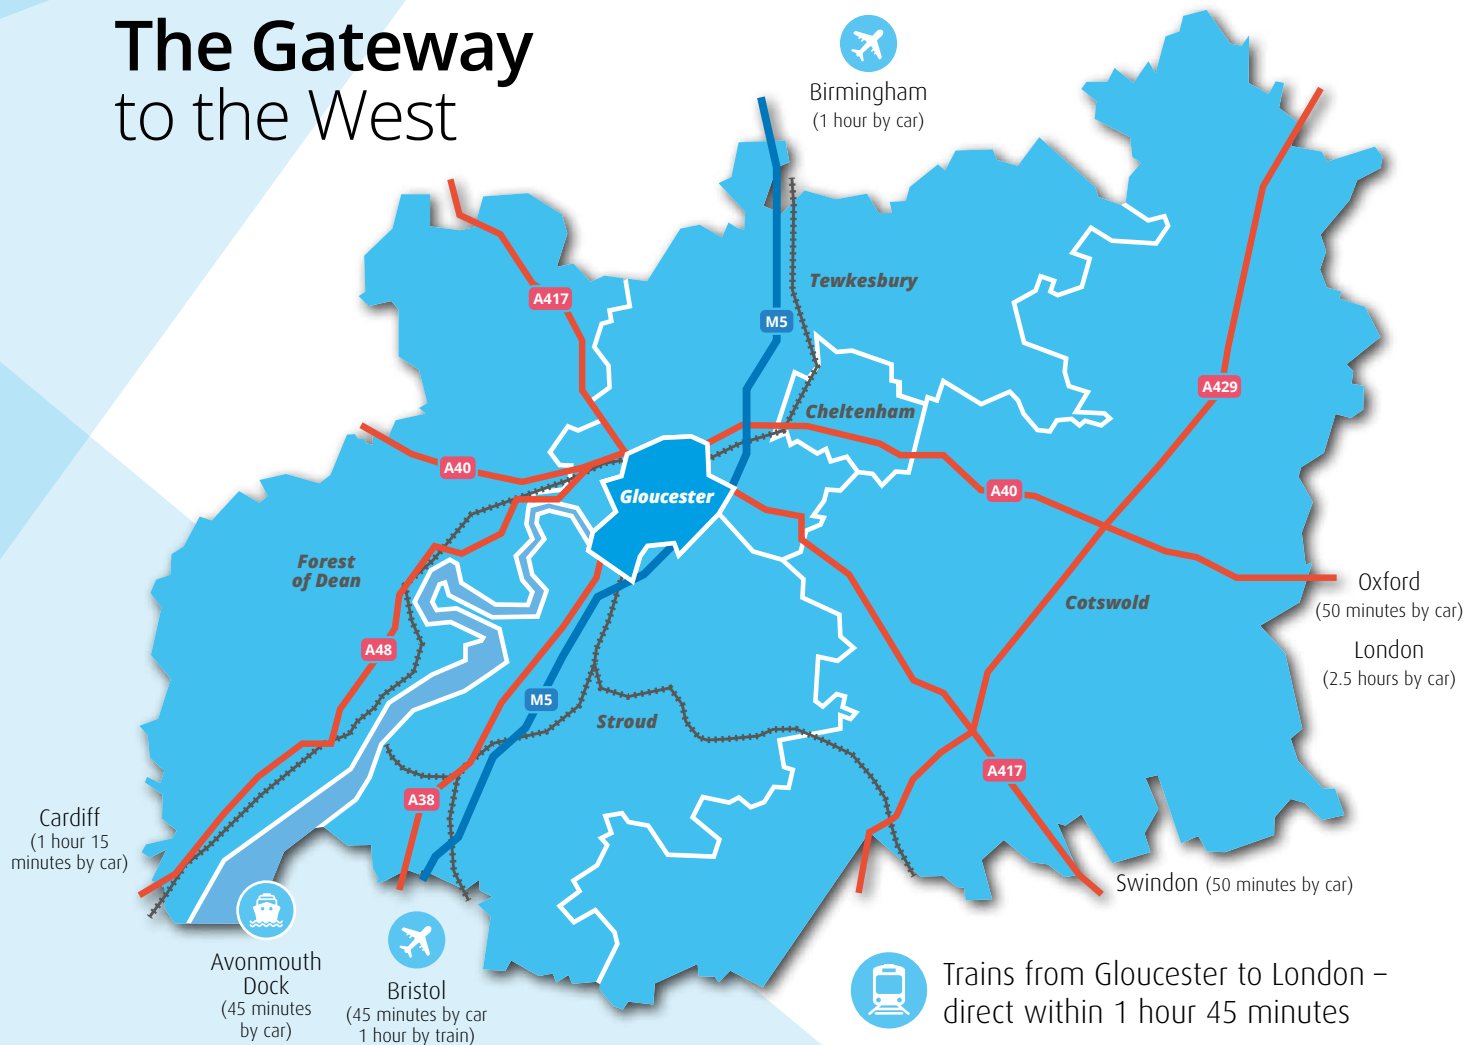 The Gateway
to the West
Birmingham
(1 hour by car)
A417
Tewkesbury
M5
A429
Cheltenham
A40
A40
Gloucester
Forest
of Dean
Oxford
(50 minutes by car)
Cotswold
A48
London
(2.5 hours by car)
M5
Stroud
A417
A38
Cardiff
(1 hour 15
minutes by car)
Swindon (50 minutes by car)
Avonmouth
Dock
(45 minutes
by car)
Bristol
(45 minutes by car
1 hour by train)
Trains from Gloucester to London –
direct within 1 hour 45 minutes